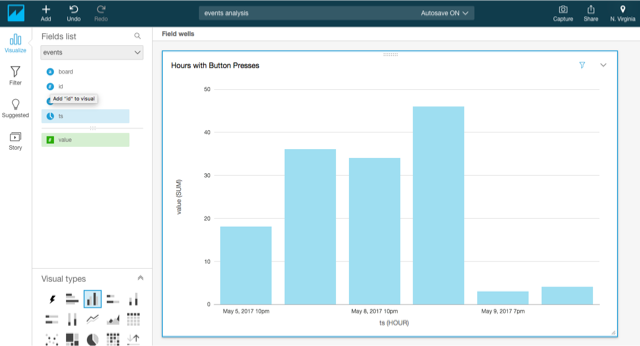 Add
Undo
Redo
events analysis
Autosave ON
Capture
Share
N. Virginia
Visualize
Filter
Suggested
Story
Fields list
events
board
id
Add "id" to visual
ts
value
Visual types
Field wells
Hours with Button Presses
50
40
30
20
10
0
value (SUM)
May 5, 2017 10pm
May 8, 2017 10pm
May 9, 2017 7pm
ts (HOUR)